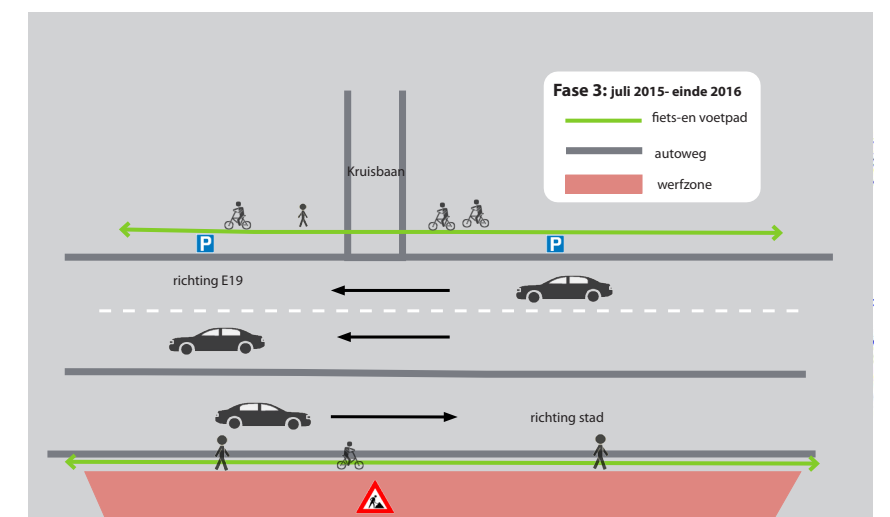 Fase 3: juli 2015- einde 2016
fiets-en voetpad
autoweg
werfzone
Kruisbaan
P
P
richting E19
richting stad